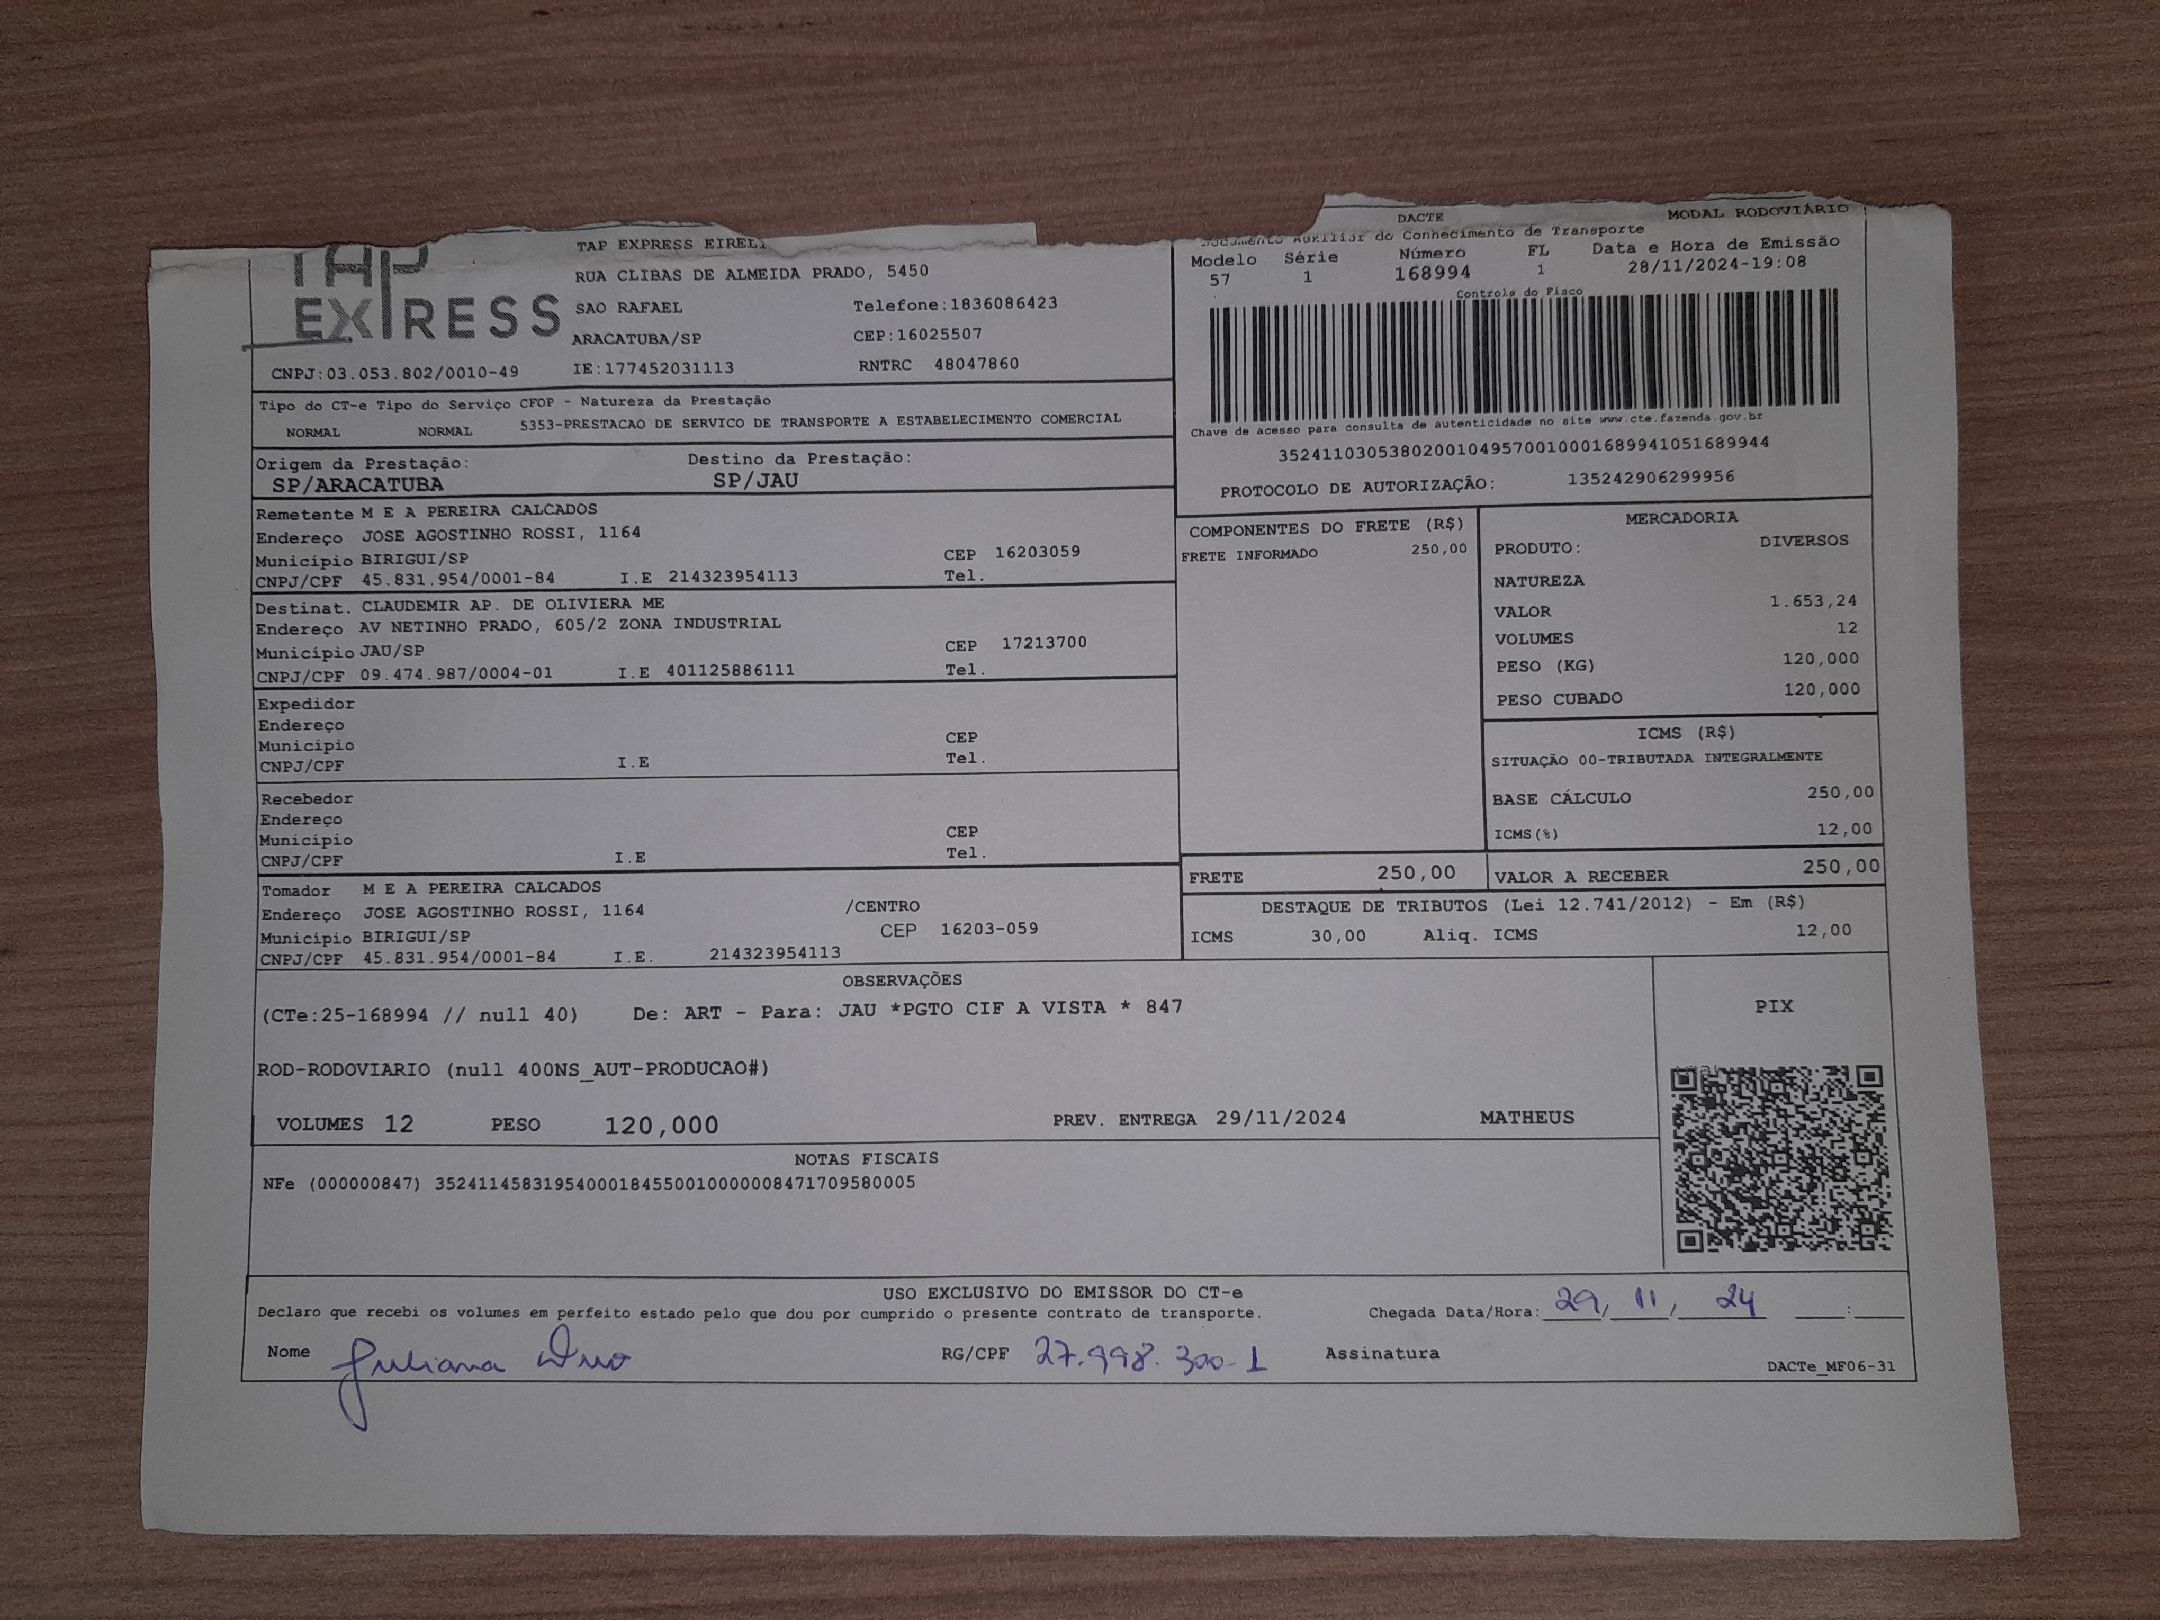 TAP
EXPRESS
TAP EXPRESS EIRELI
RUA CLIBAS DE ALMEIDA PRADO, 5450
SAO RAFAEL Telefone:1836086423
ARACATUBA/SP CEP:16025507
CNPJ:03.053.802/0010-49 IE:177452031113 RNTRC 48047860
DACTE MODAL RODOVIÁRIO
Documento Auxiliar do Conhecimento de Transporte
Modelo Série Número FL Data e Hora de Emissão
57 1 168994 1 28/11/2024-19:08
Controle do Fisco
Chave de acesso para consulta de autenticidade no site www.cte.fazenda.gov.br
35241103053802001049570010001689941051689944
PROTOCOLO DE AUTORIZAÇÃO: 135242906299956
Tipo do CT-e Tipo do Serviço CFOP - Natureza da Prestação
NORMAL NORMAL 5353-PRESTACAO DE SERVICO DE TRANSPORTE A ESTABELECIMENTO COMERCIAL
Origem da Prestação: Destino da Prestação:
SP/ARACATUBA SP/JAU
Remetente M E A PEREIRA CALCADOS
Endereço JOSE AGOSTINHO ROSSI, 1164
Município BIRIGUI/SP CEP 16203059
CNPJ/CPF 45.831.954/0001-84 I.E 214323954113 Tel.
Destinat. CLAUDEMIR AP. DE OLIVIERA ME
Endereço AV NETINHO PRADO, 605/2 ZONA INDUSTRIAL
Município JAU/SP CEP 17213700
CNPJ/CPF 09.474.987/0004-01 I.E 401125886111 Tel.
Expedidor
Endereço
Município CEP
CNPJ/CPF I.E Tel.
Recebedor
Endereço
Município CEP
CNPJ/CPF I.E Tel.
Tomador M E A PEREIRA CALCADOS
Endereço JOSE AGOSTINHO ROSSI, 1164 /CENTRO
Município BIRIGUI/SP CEP 16203-059
CNPJ/CPF 45.831.954/0001-84 I.E. 214323954113
COMPONENTES DO FRETE (R$)
FRETE INFORMADO 250,00
MERCADORIA
PRODUTO: DIVERSOS
NATUREZA
VALOR 1.653,24
VOLUMES 12
PESO (KG) 120,000
PESO CUBADO 120,000
ICMS (R$)
SITUAÇÃO 00-TRIBUTADA INTEGRALMENTE
BASE CÁLCULO 250,00
ICMS(%) 12,00
FRETE 250,00 VALOR A RECEBER 250,00
DESTAQUE DE TRIBUTOS (Lei 12.741/2012) - Em (R$)
ICMS 30,00 Aliq. ICMS 12,00
OBSERVAÇÕES
(CTe:25-168994 // null 40) De: ART - Para: JAU *PGTO CIF A VISTA * 847
ROD-RODOVIARIO (null 400NS_AUT-PRODUCAO#)
VOLUMES 12 PESO 120,000 PREV. ENTREGA 29/11/2024 MATHEUS
PIX
NOTAS FISCAIS
NFe (000000847) 35241145831954000184550010000008471709580005
USO EXCLUSIVO DO EMISSOR DO CT-e
Declaro que recebi os volumes em perfeito estado pelo que dou por cumprido o presente contrato de transporte. Chegada Data/Hora: 29/ 11 / 24 :
Nome Juliana RG/CPF 27.998.300-1 Assinatura
DACTe_MF06-31